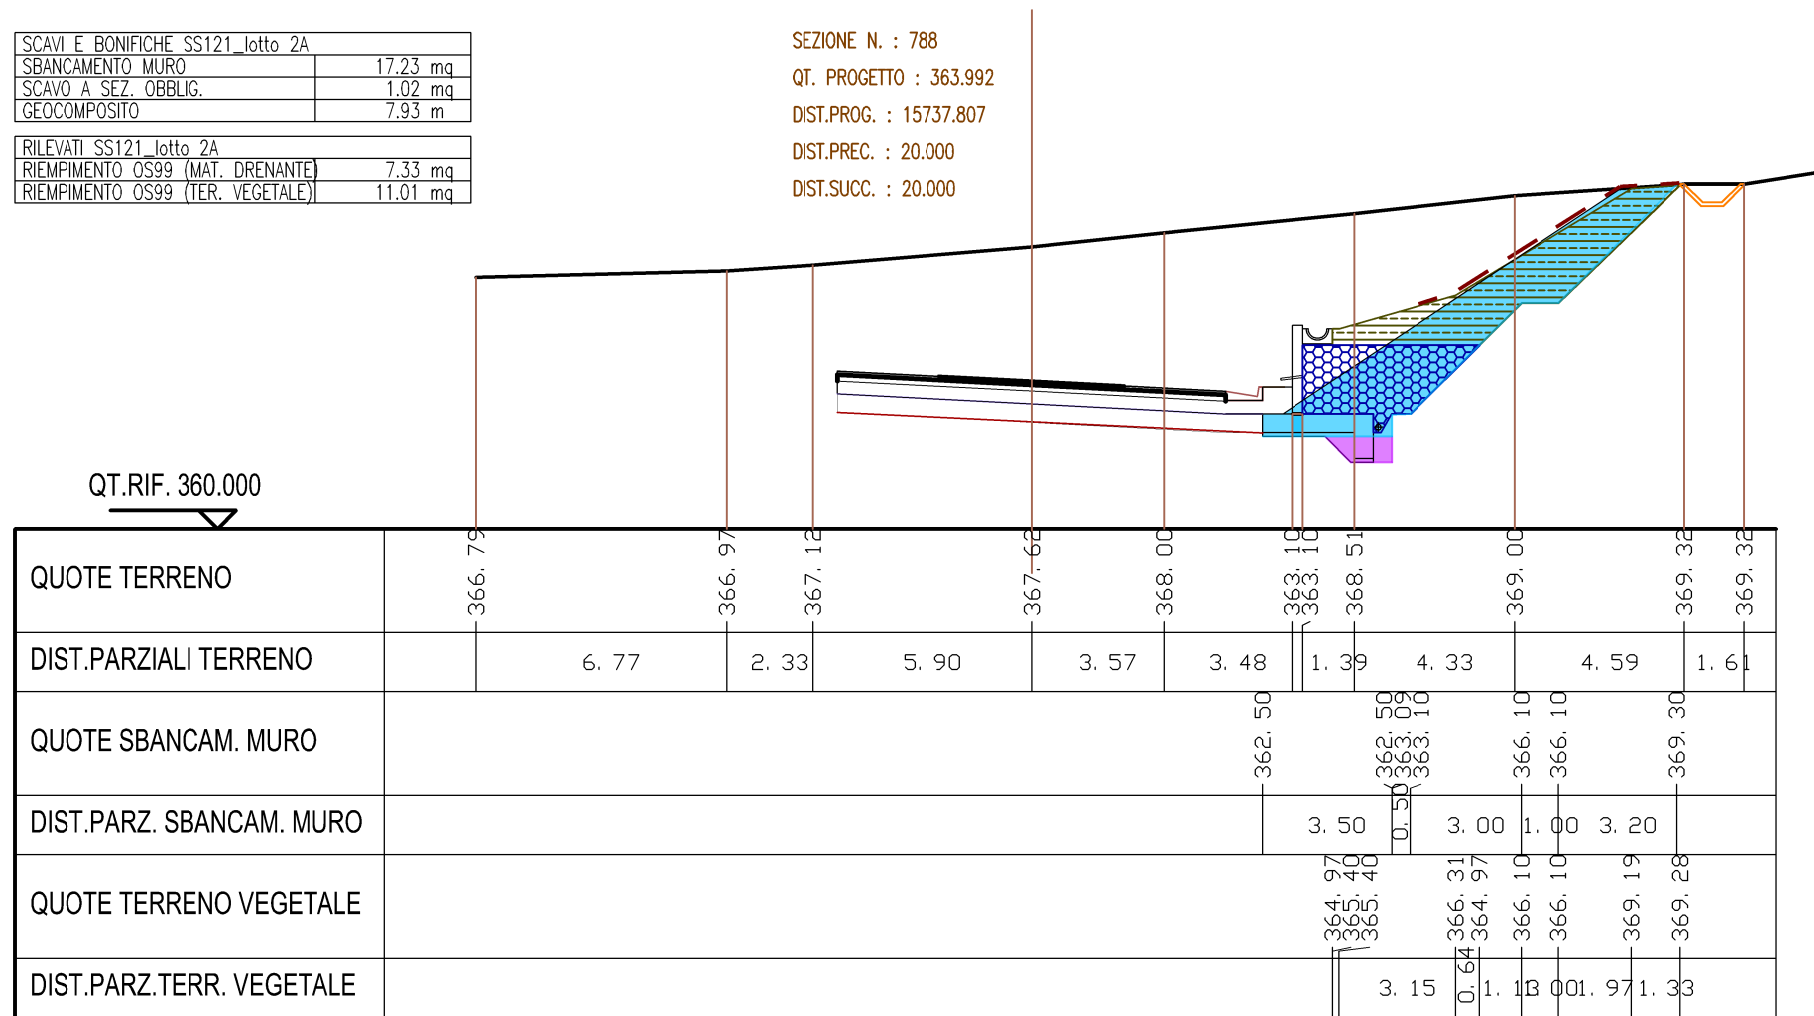 SCAVI E BONIFICHE SS121_lotto 2A
SBANCAMENTO MURO 17.23 mq
SCAVO A SEZ. OBBLIG. 1.02 mq
GEOCOMPOSITO 7.93 m
RILEVATI SS121_lotto 2A
RIEMPIMENTO OS99 (MAT. DRENANTE) 7.33 mq
RIEMPIMENTO OS99 (TER. VEGETALE) 11.01 mq
SEZIONE N. : 788
QT. PROGETTO : 363.992
DIST.PROG. : 15737.807
DIST.PREC. : 20.000
DIST.SUCC. : 20.000
QT.RIF. 360.000
QUOTE TERRENO 366.79 366.97 367.12 367.62 368.00 363.10 363.10 368.51 369.00 369.32 369.32
DIST.PARZIALI TERRENO 6.77 2.33 5.90 3.57 3.48 1.39 4.33 4.59 1.61
QUOTE SBANCAM. MURO 362.50 362.50 363.09 363.10 366.10 366.10 369.30
DIST.PARZ. SBANCAM. MURO 3.50 0.50 3.00 1.00 3.20
QUOTE TERRENO VEGETALE 364.97 365.40 365.40 366.31 364.97 366.10 366.10 369.19 369.28
DIST.PARZ.TERR. VEGETALE 3.15 0.64 1.13 1.00 1.97 1.33